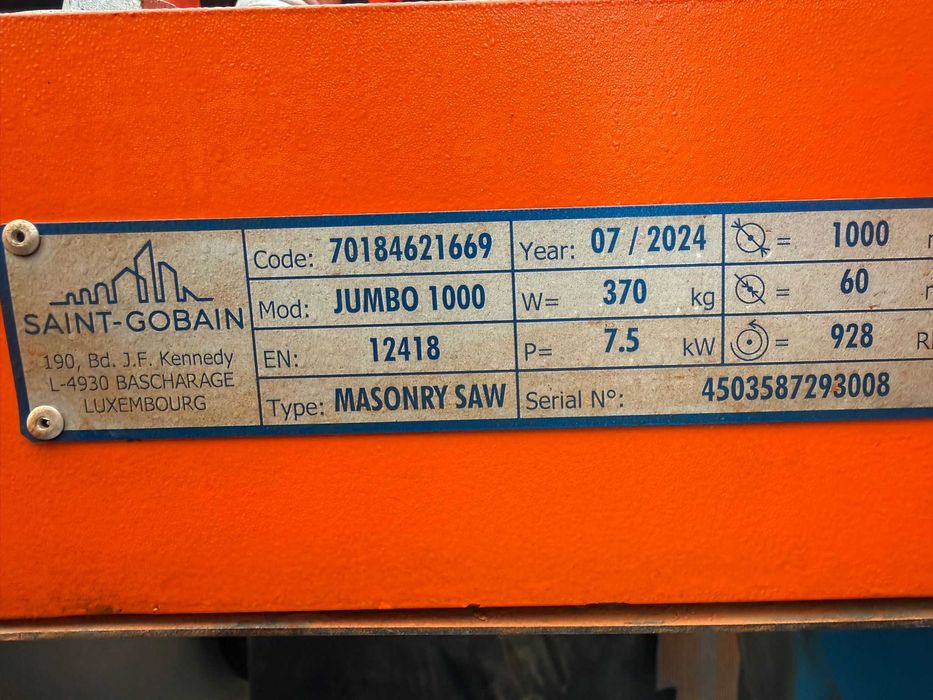 SAINT-GOBAIN
190, Bd. J.F. Kennedy
L-4930 BASCHARAGE
LUXEMBOURG
Code: 70184621669
Mod: JUMBO 1000
EN: 12418
Type: MASONRY SAW
Year: 07 / 2024
W= 370 kg
P= 7.5 kW
= 1000
= 60
= 928
Serial N°: 4503587293008